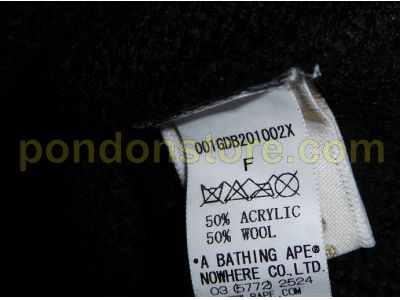 001GDB201002X
F
pondonstore.com
50% ACRYLIC
50% WOOL
*A BATHING APE®
NOWHERE CO.,LTD.
03 (5772) 2524